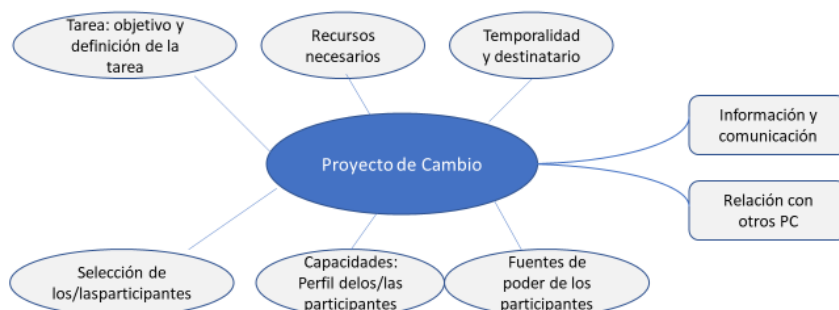 Tarea: objetivo y
definición de la
tarea
Recursos
necesarios
Temporalidad
y destinatario
Información y
comunicación
Proyecto de Cambio
Relación con
otros PC
Selección de
los/lasparticipantes
Capacidades:
Perfil delos/las
participantes
Fuentes de
poder de los
participantes